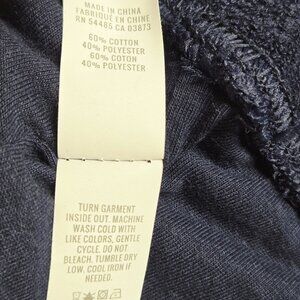 MADE IN CHINA
FABRIQUÉ EN CHINE
RN 54485 CA 03873
60% COTTON
40% POLYESTER
60% COTON
40% POLYESTER
TURN GARMENT
INSIDE OUT. MACHINE
WASH COLD WITH
LIKE COLORS, GENTLE
CYCLE. DO NOT
BLEACH. TUMBLE DRY
LOW. COOL IRON IF
NEEDED.